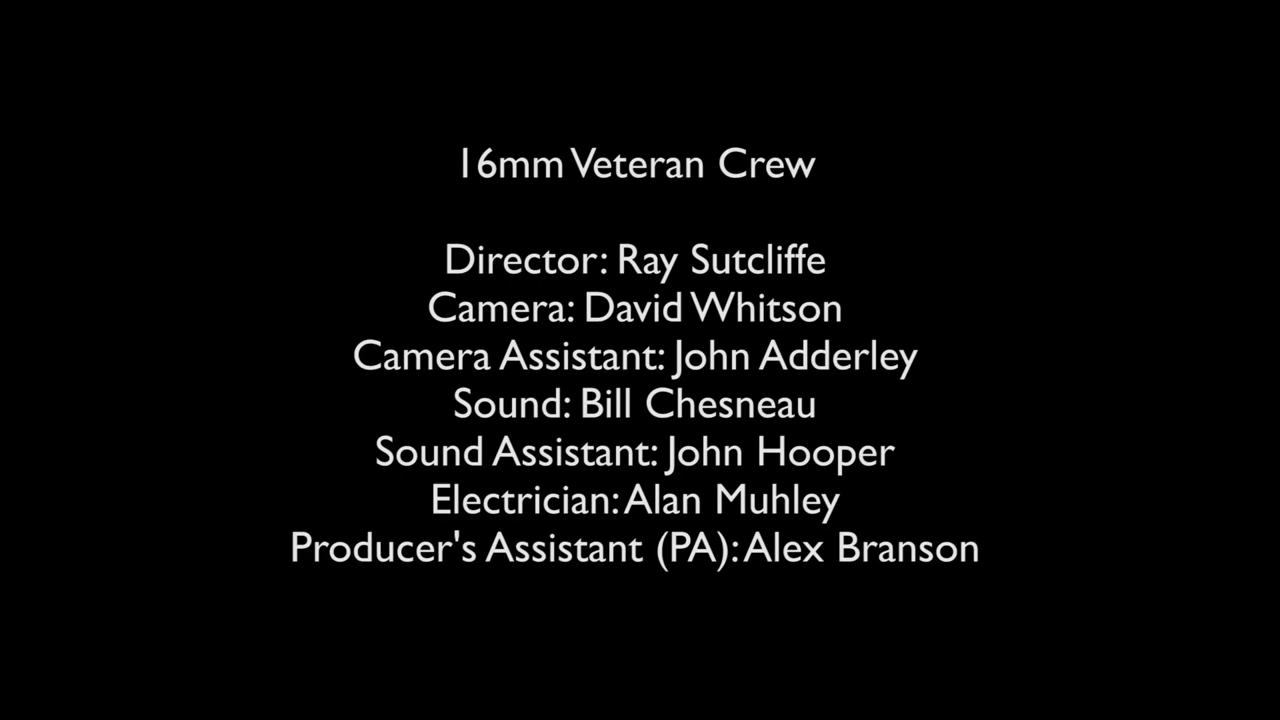 16mm Veteran Crew
Director: Ray Sutcliffe
Camera: David Whitson
Camera Assistant: John Adderley
Sound: Bill Chesneau
Sound Assistant: John Hooper
Electrician: Alan Muhley
Producer's Assistant (PA): Alex Branson